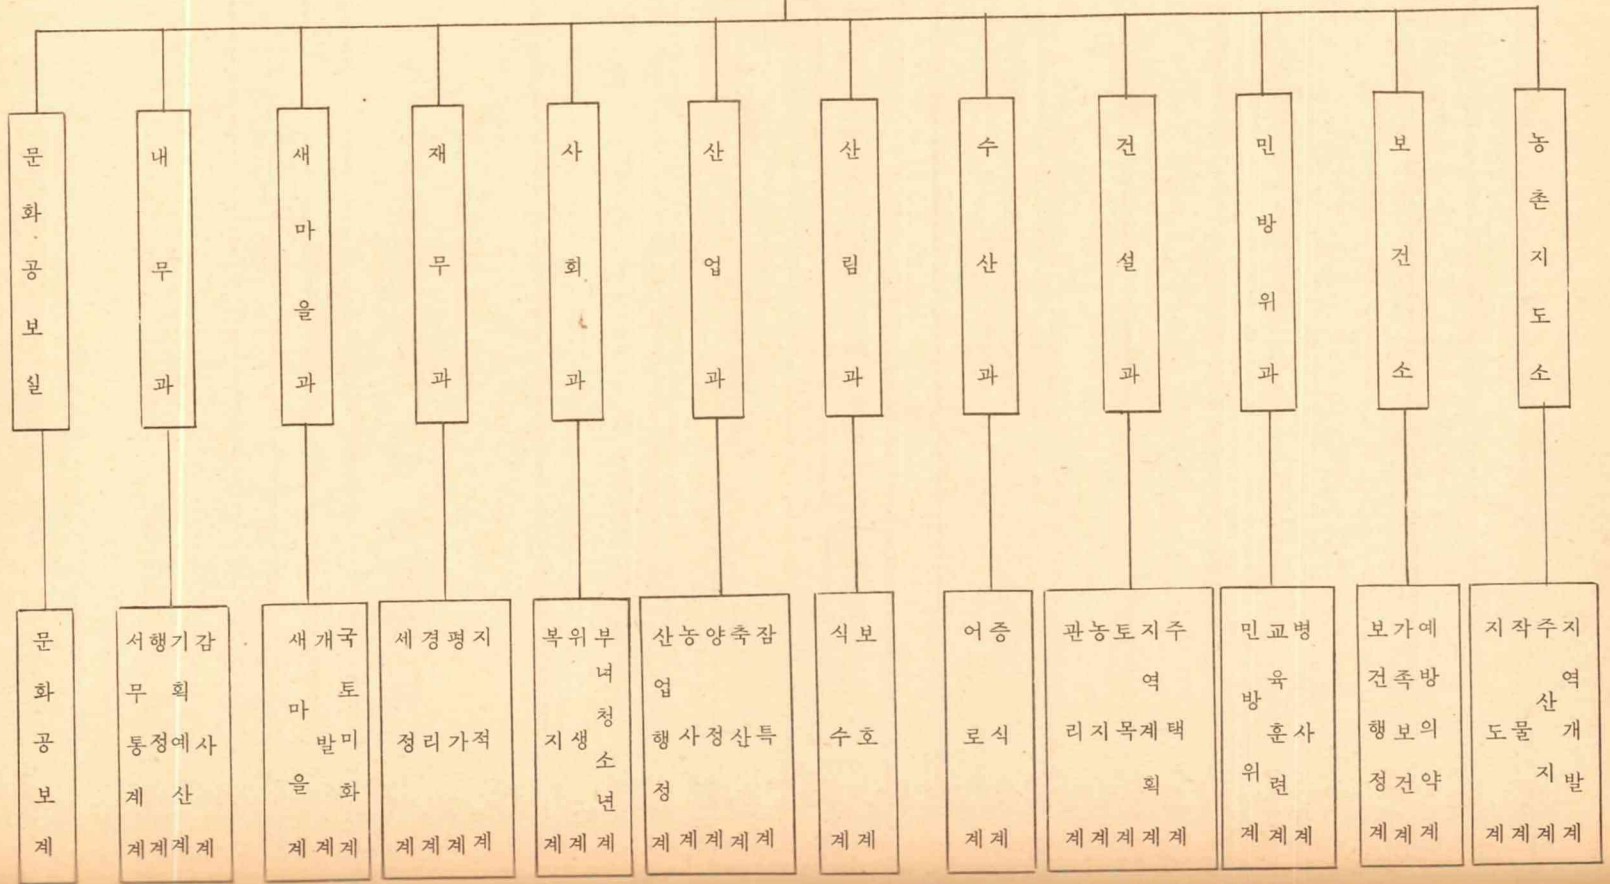 문화공보실
내무과
새마을과
재무과
사회과
산업과
산림과
수산과
건설과
민방위과
보건소
농촌지도소
문화공보계
서무통계계
행정계
기획예산계
감사계
새마을계
개발계
국토미화계
세정계
경리계
평가계
지적계
복지계
위생계
부녀청소년계
산업행정계
농사계
양정계
축산계
잠특계
식수계
보호계
어로계
증식계
관리계
농지계
토목계
지역계획계
주택계
민방위계
교육훈련계
병사계
보건행정계
가족보건계
예방의약계
지도계
작물계
주산지계
지역개발계